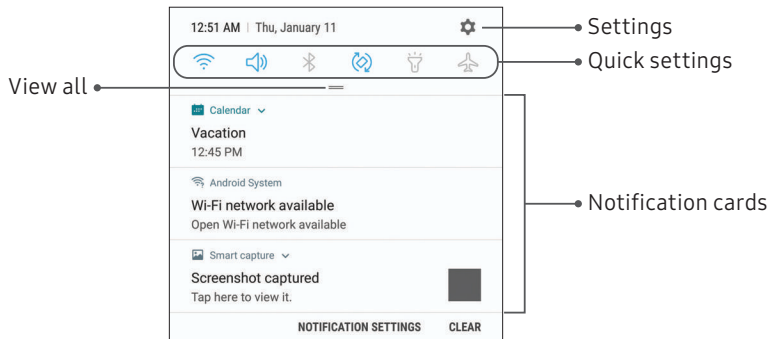 12:51 AM | Thu, January 11
Settings
Quick settings
View all
Calendar
Vacation
12:45 PM
Android System
Wi-Fi network available
Open Wi-Fi network available
Notification cards
Smart capture
Screenshot captured
Tap here to view it.
NOTIFICATION SETTINGS CLEAR